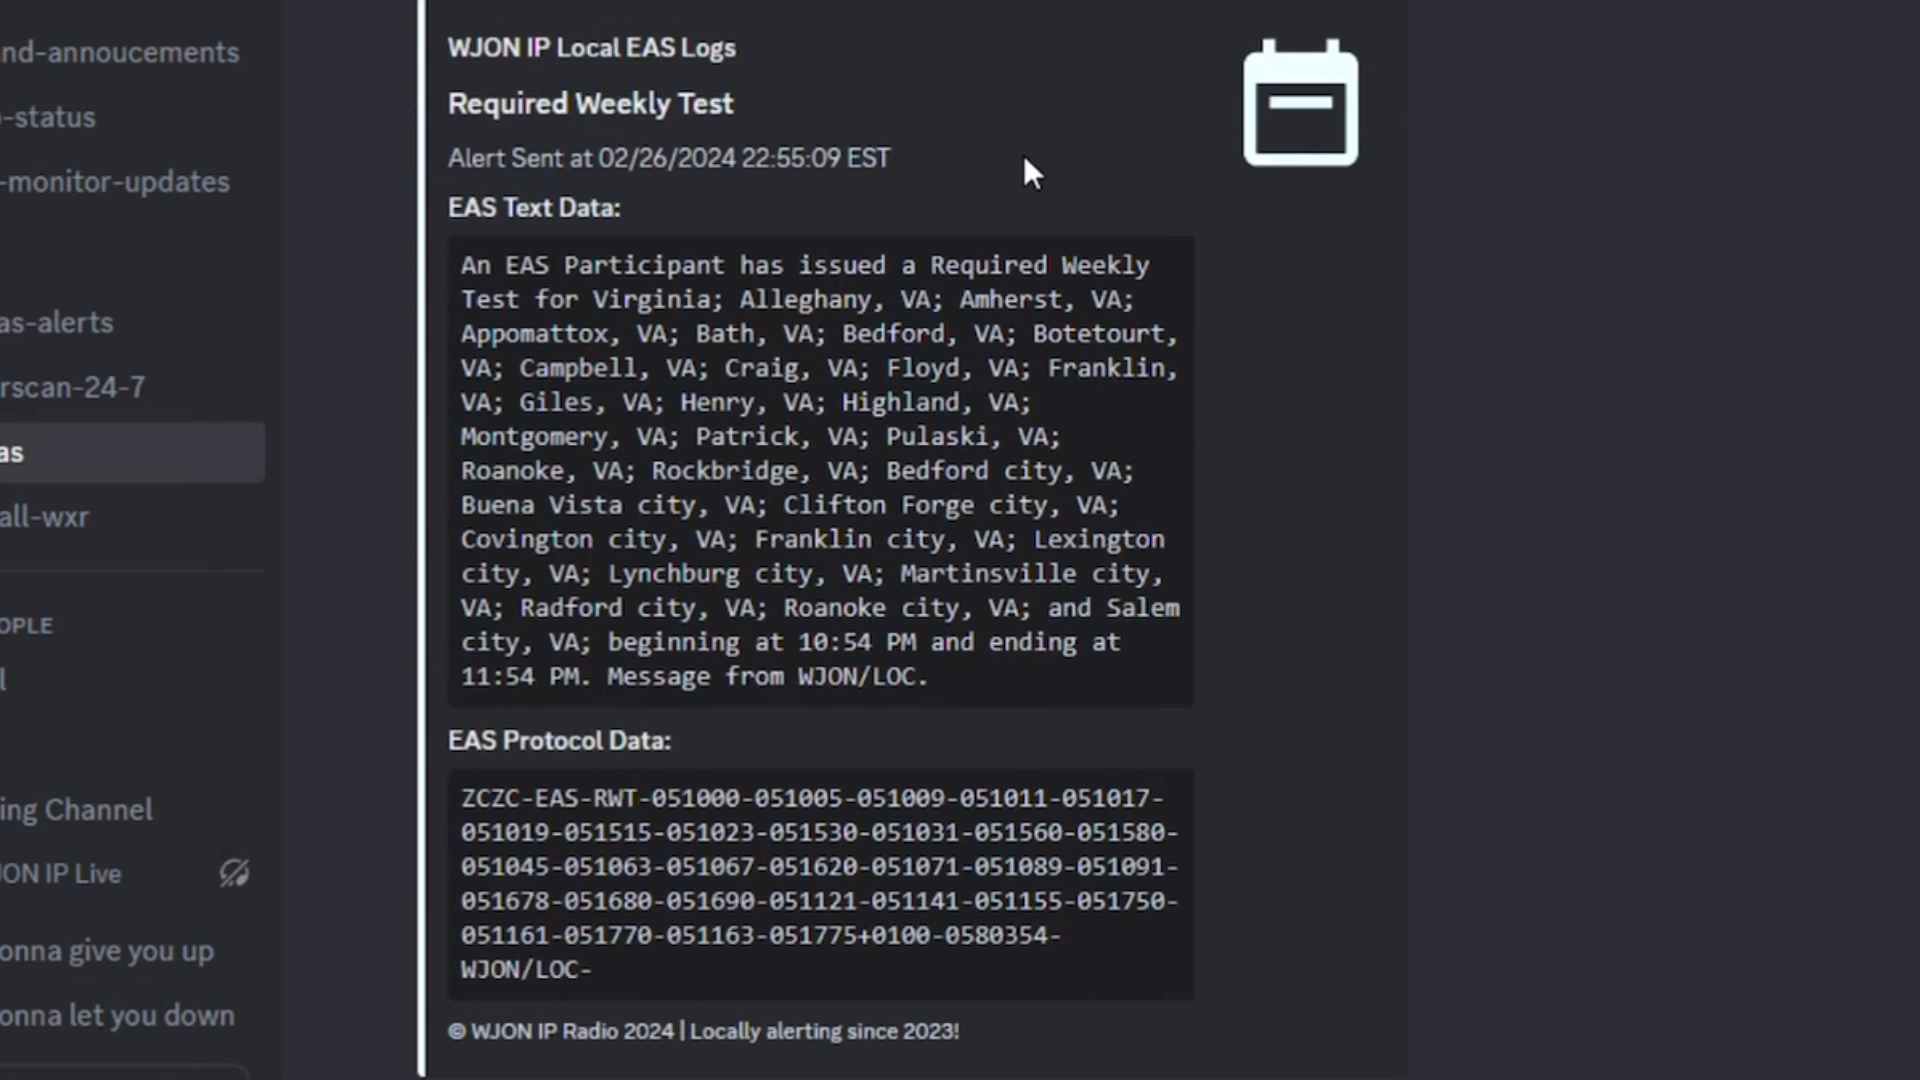 nd-annoucements
-status
-monitor-updates
as-alerts
rscan-24-7
as
all-wxr
OPLE
l
ing Channel
JON IP Live
onna give you up
onna let you down
WJON IP Local EAS Logs
Required Weekly Test
Alert Sent at 02/26/2024 22:55:09 EST
EAS Text Data:
An EAS Participant has issued a Required Weekly
Test for Virginia; Alleghany, VA; Amherst, VA;
Appomattox, VA; Bath, VA; Bedford, VA; Botetourt,
VA; Campbell, VA; Craig, VA; Floyd, VA; Franklin,
VA; Giles, VA; Henry, VA; Highland, VA;
Montgomery, VA; Patrick, VA; Pulaski, VA;
Roanoke, VA; Rockbridge, VA; Bedford city, VA;
Buena Vista city, VA; Clifton Forge city, VA;
Covington city, VA; Franklin city, VA; Lexington
city, VA; Lynchburg city, VA; Martinsville city,
VA; Radford city, VA; Roanoke city, VA; and Salem
city, VA; beginning at 10:54 PM and ending at
11:54 PM. Message from WJON/LOC.
EAS Protocol Data:
ZCZC-EAS-RWT-051000-051005-051009-051011-051017-
051019-051515-051023-051530-051031-051560-051580-
051045-051063-051067-051620-051071-051089-051091-
051678-051680-051690-051121-051141-051155-051750-
051161-051770-051163-051775+0100-0580354-
WJON/LOC-
© WJON IP Radio 2024 | Locally alerting since 2023!